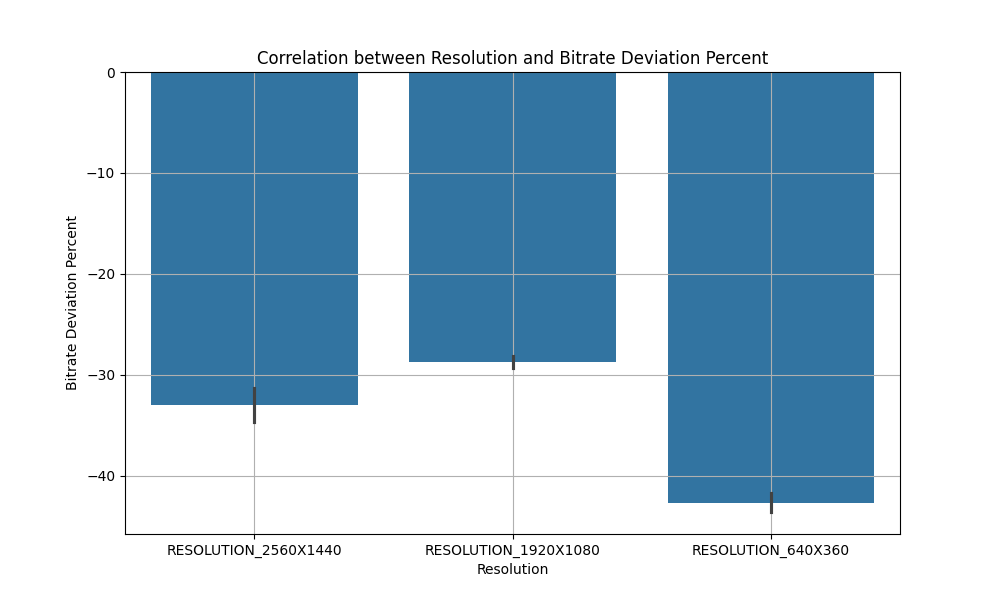 Correlation between Resolution and Bitrate Deviation Percent
0
−10
−20
−30
−40
Bitrate Deviation Percent
RESOLUTION_2560X1440
RESOLUTION_1920X1080
RESOLUTION_640X360
Resolution